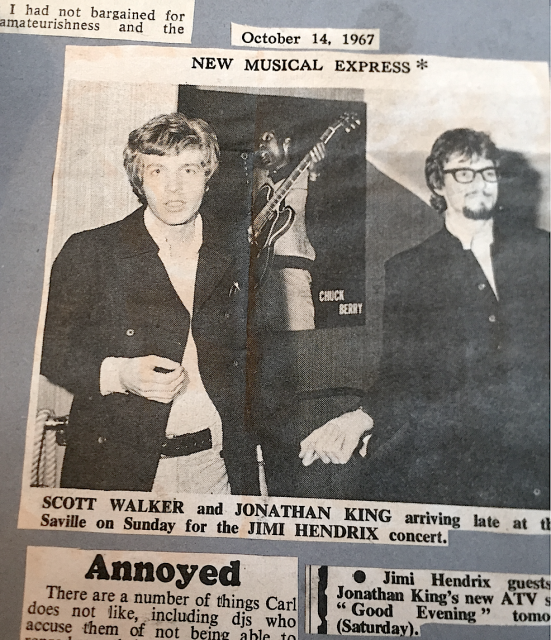 I had not bargained for
amateurishness and the
October 14, 1967
NEW MUSICAL EXPRESS*
CHUCK
BERRY
SCOTT WALKER and JONATHAN KING arriving late at
Saville on Sunday for the JIMI HENDRIX concert.
Annoyed
There are a number of things Carl
does not like, including djs who
accuse them of not being able to
● Jimi Hendrix guests
Jonathan King's new ATV
" Good Evening "
(Saturday).